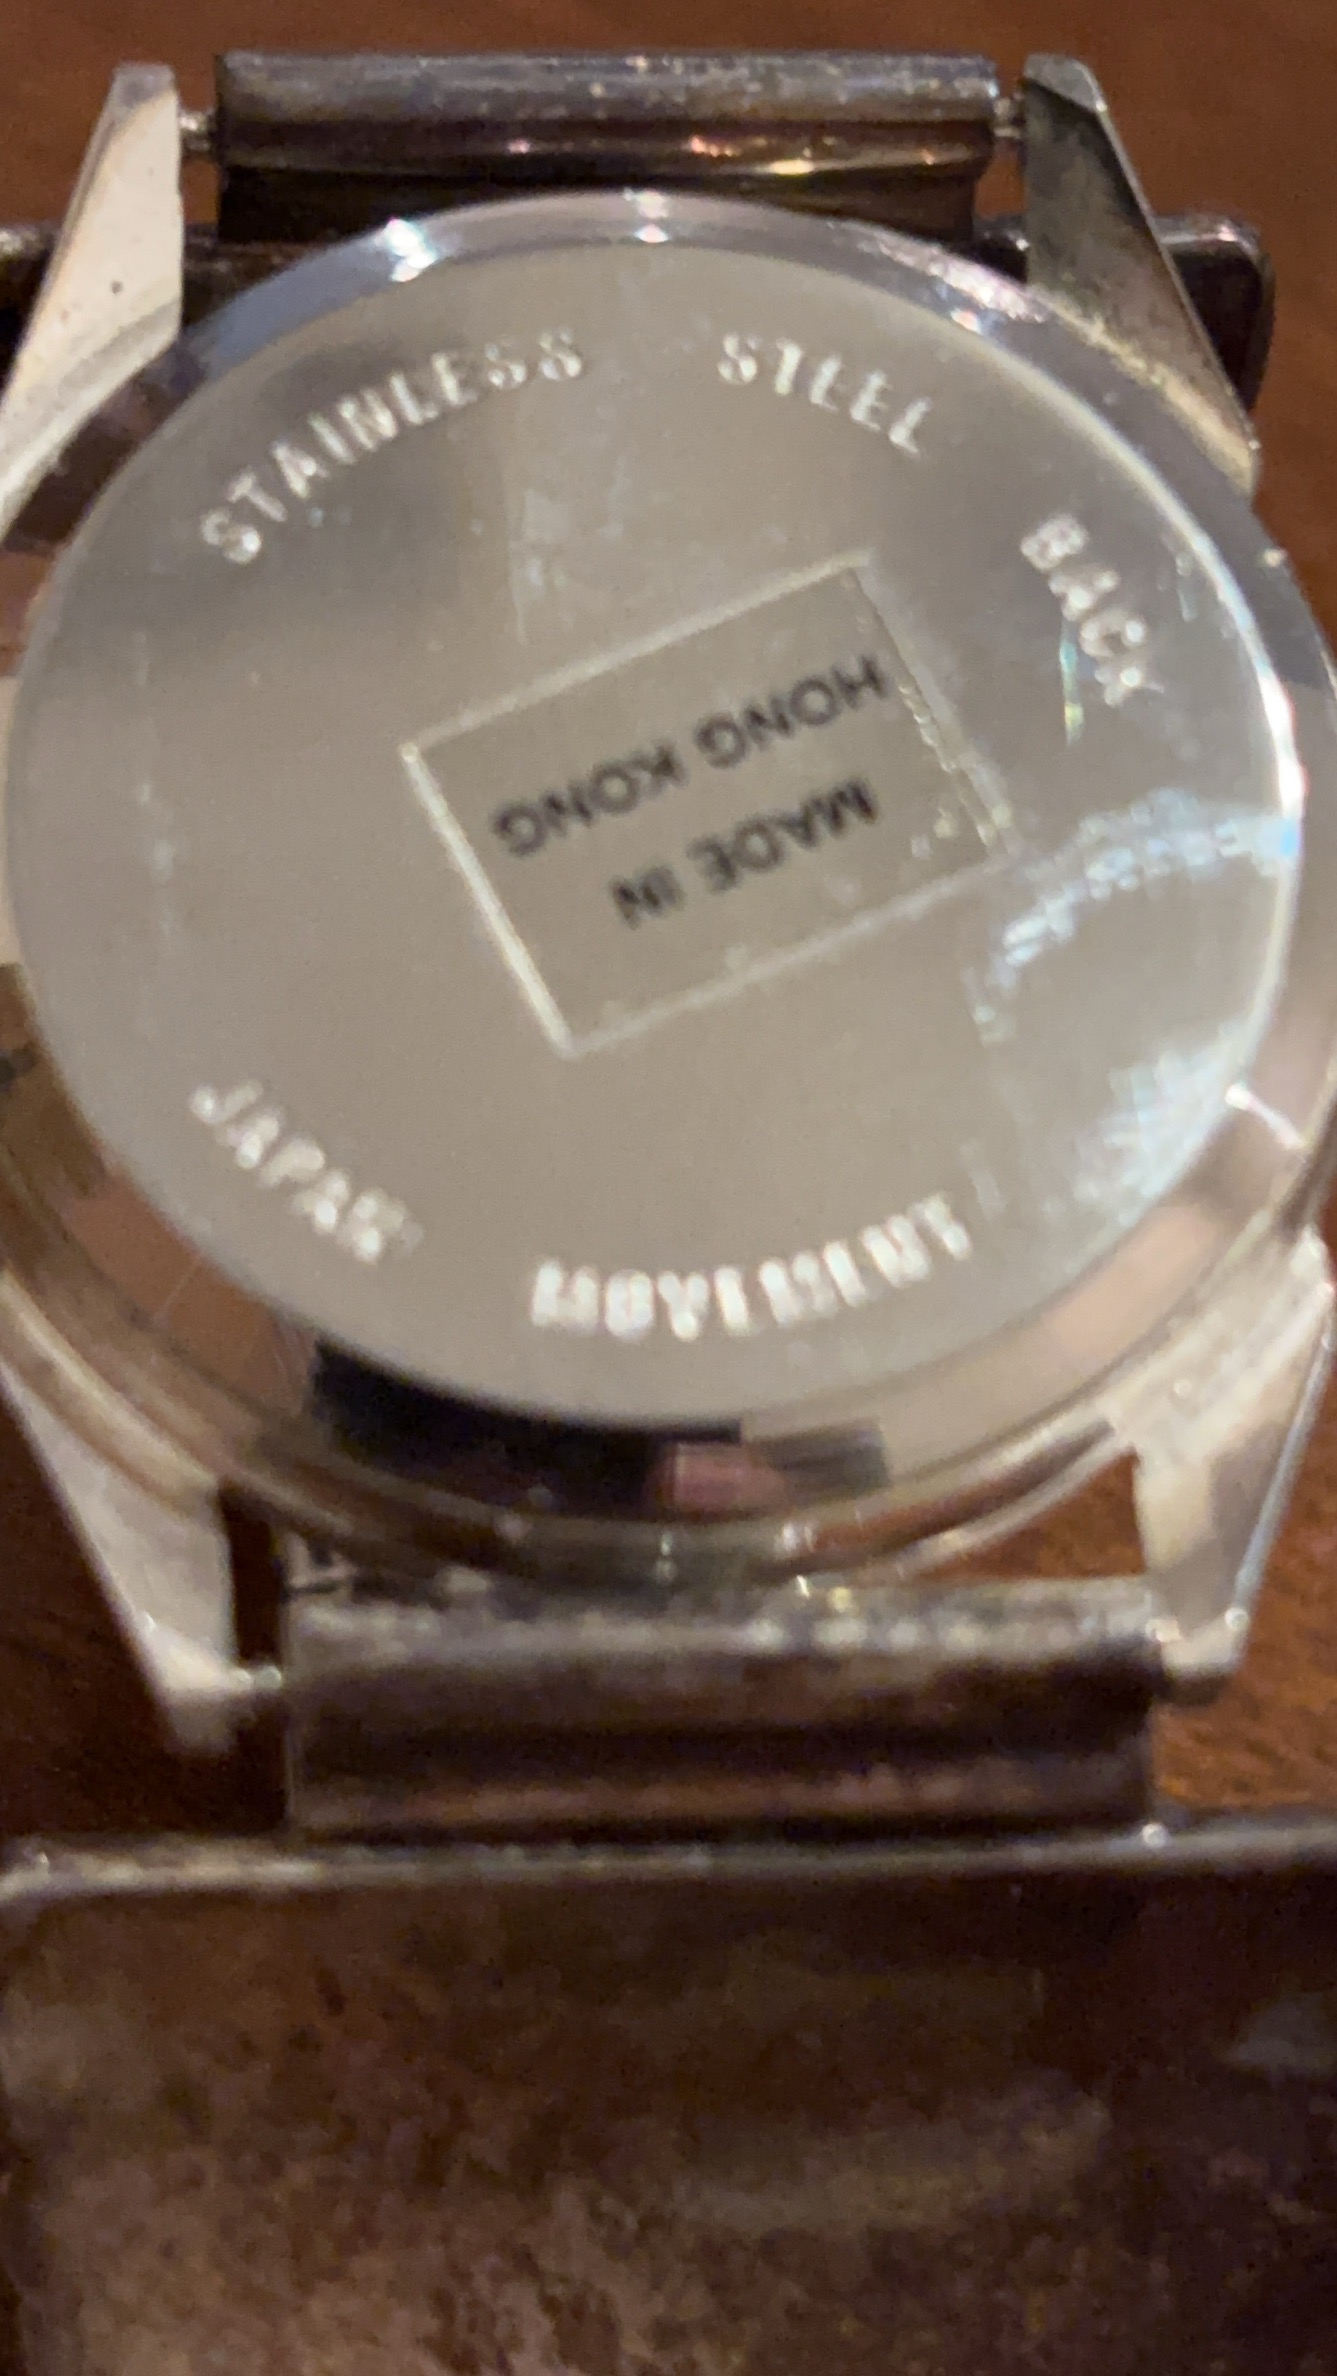 STAINLESS STEEL BACK
MADE IN
HONG KONG
JAPAN MOVEMENT